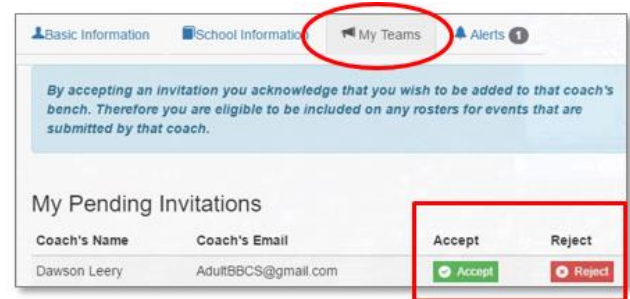 Basic Information School Information My Teams Alerts 1
By accepting an invitation you acknowledge that you wish to be added to that coach's
bench. Therefore you are eligible to be included on any rosters for events that are
submitted by that coach.
My Pending Invitations
Coach's Name Coach's Email Accept Reject
Dawson Leery AdultBBCS@gmail.com Accept Reject